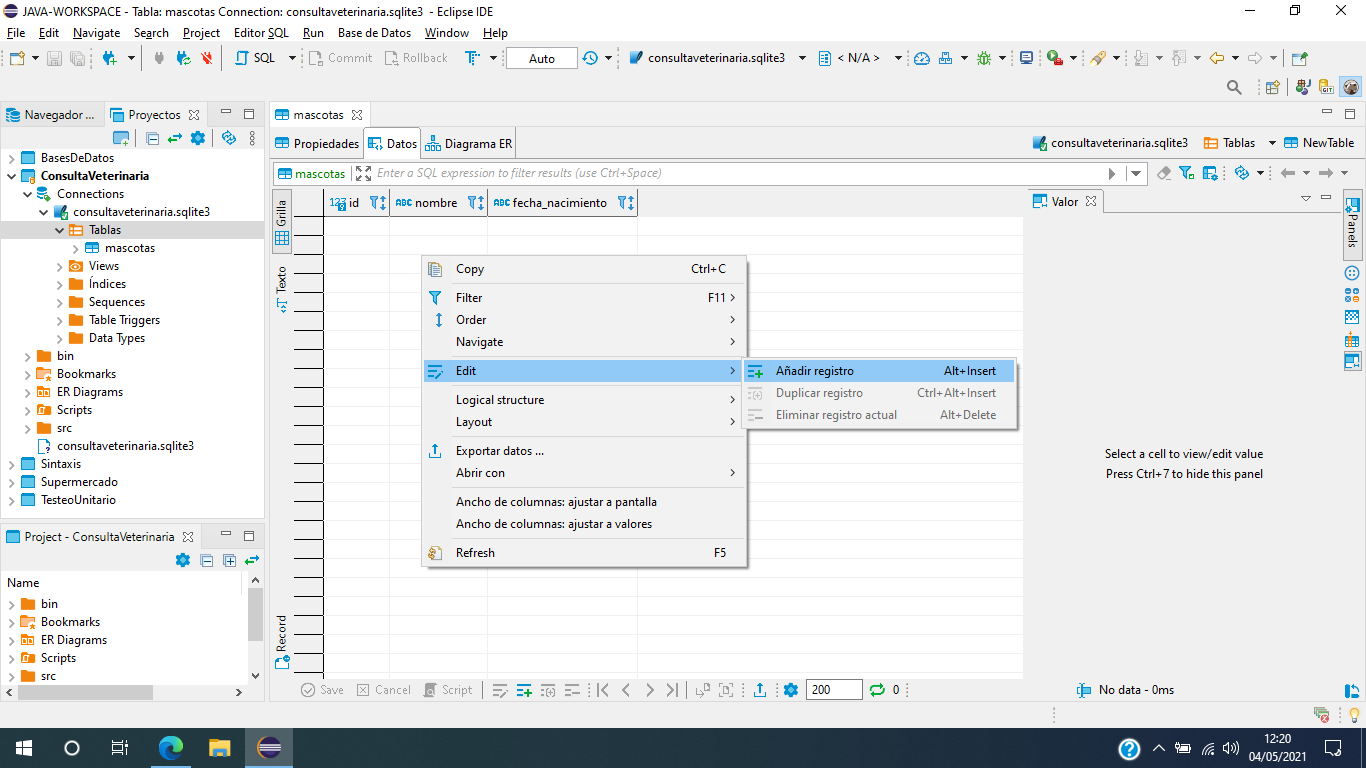 JAVA-WORKSPACE - Tabla: mascotas Connection: consultaveterinaria.sqlite3 - Eclipse IDE
File Edit Navigate Search Project Editor SQL Run Base de Datos Window Help
SQL Commit Rollback Auto consultaveterinaria.sqlite3 < N/A >
Navegador ... Proyectos
BasesDeDatos
ConsultaVeterinaria
Connections
consultaveterinaria.sqlite3
Tablas
mascotas
Views
Índices
Sequences
Table Triggers
Data Types
bin
Bookmarks
ER Diagrams
Scripts
src
consultaveterinaria.sqlite3
Sintaxis
Supermercado
TesteoUnitario
Project - ConsultaVeterinaria
Name
bin
Bookmarks
ER Diagrams
Scripts
src
mascotas
Propiedades Datos Diagrama ER consultaveterinaria.sqlite3 Tablas NewTable
mascotas Enter a SQL expression to filter results (use Ctrl+Space)
Grilla
Texto
Record
123 id ABC nombre ABC fecha_nacimiento
Copy Ctrl+C
Filter F11
Order
Navigate
Edit
Logical structure
Layout
Exportar datos ...
Abrir con
Ancho de columnas: ajustar a pantalla
Ancho de columnas: ajustar a valores
Refresh F5
Añadir registro Alt+Insert
Duplicar registro Ctrl+Alt+Insert
Eliminar registro actual Alt+Delete
Valor
Select a cell to view/edit value
Press Ctrl+7 to hide this panel
Panels
Save Cancel Script 200 0 No data - 0ms
12:20
04/05/2021